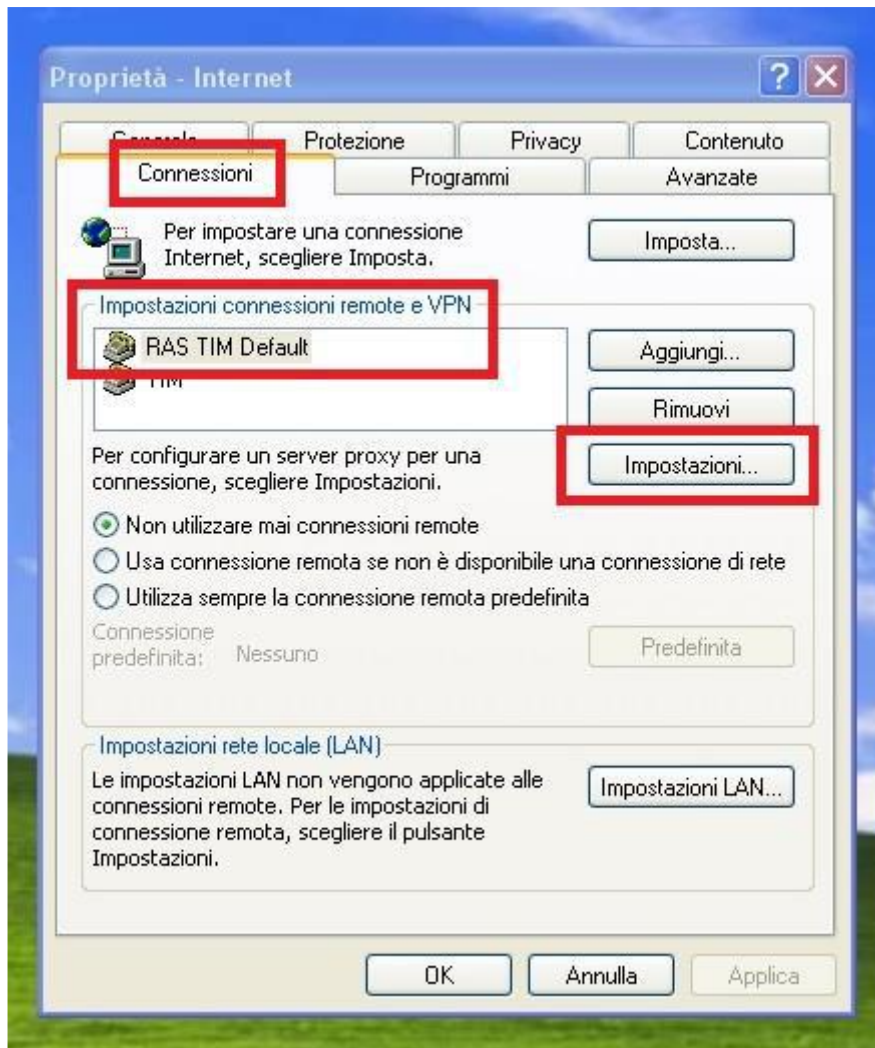 Proprietà - Internet
Generale Protezione Privacy Contenuto
Connessioni Programmi Avanzate
Per impostare una connessione
Internet, scegliere Imposta.
Imposta...
Impostazioni connessioni remote e VPN
RAS TIM Default
TIM
Aggiungi...
Rimuovi
Per configurare un server proxy per una
connessione, scegliere Impostazioni.
Impostazioni...
Non utilizzare mai connessioni remote
Usa connessione remota se non è disponibile una connessione di rete
Utilizza sempre la connessione remota predefinita
Connessione
predefinita: Nessuno
Predefinita
Impostazioni rete locale (LAN)
Le impostazioni LAN non vengono applicate alle
connessioni remote. Per le impostazioni di
connessione remota, scegliere il pulsante
Impostazioni.
Impostazioni LAN...
OK Annulla Applica